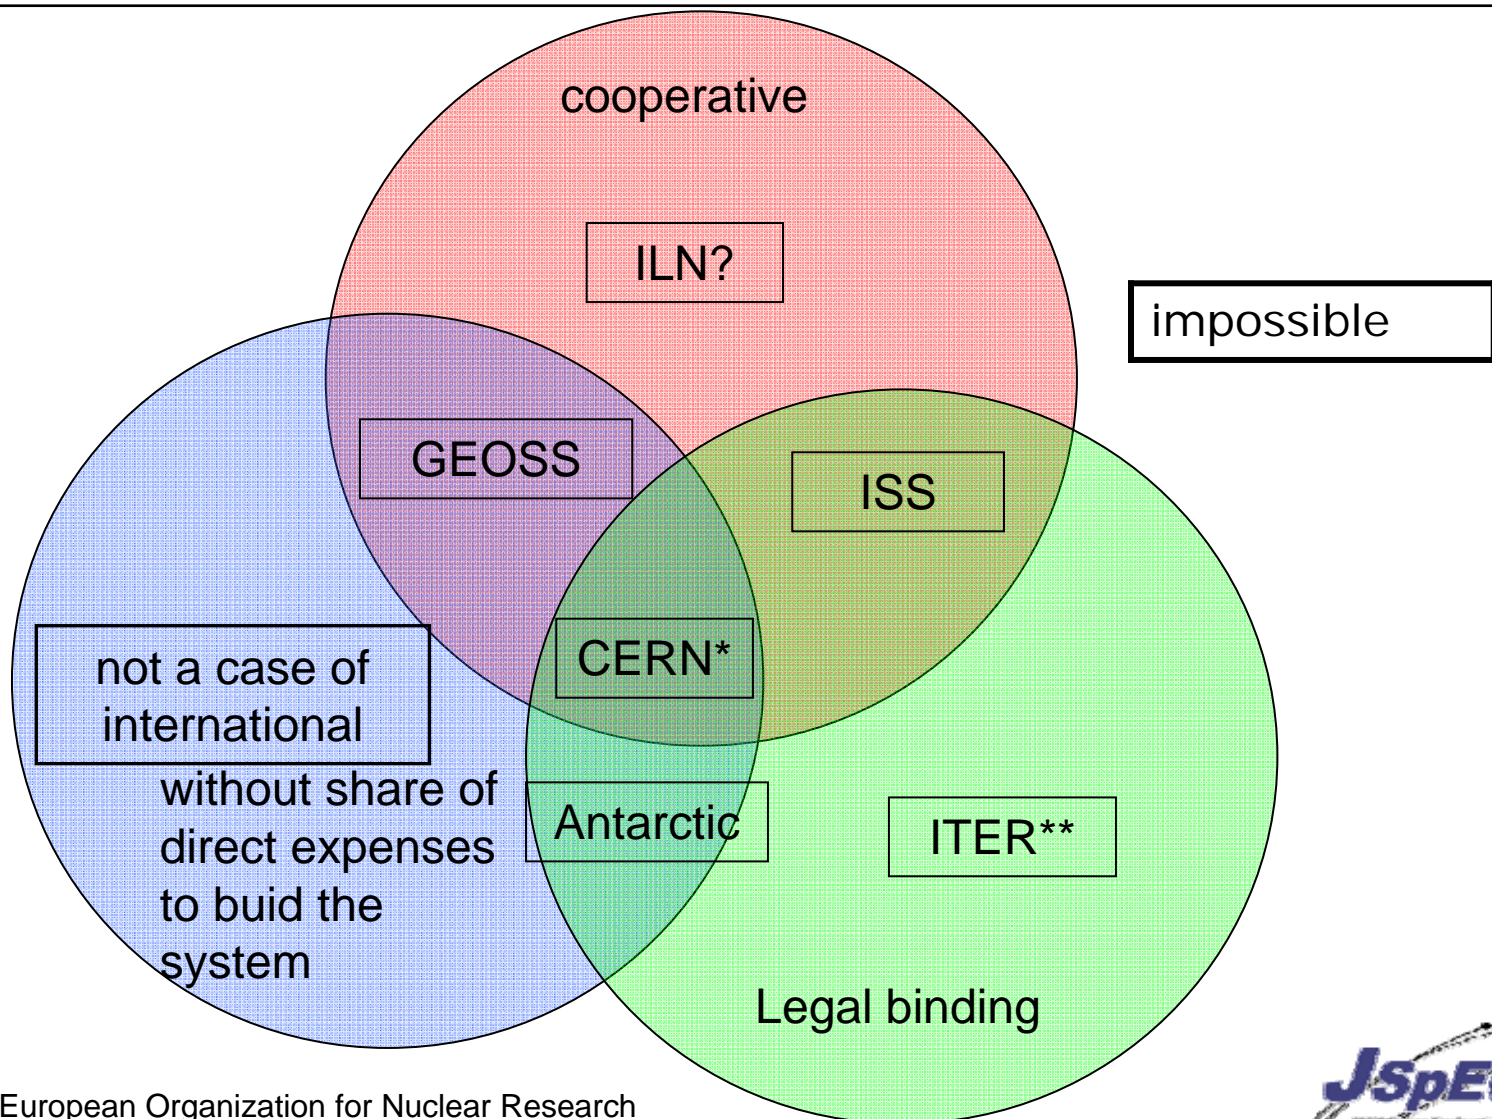 cooperative
ILN?
impossible
GEOSS
ISS
CERN*
not a case of
international
without share of
direct expenses
to buid the
system
Antarctic
ITER**
Legal binding
European Organization for Nuclear Research